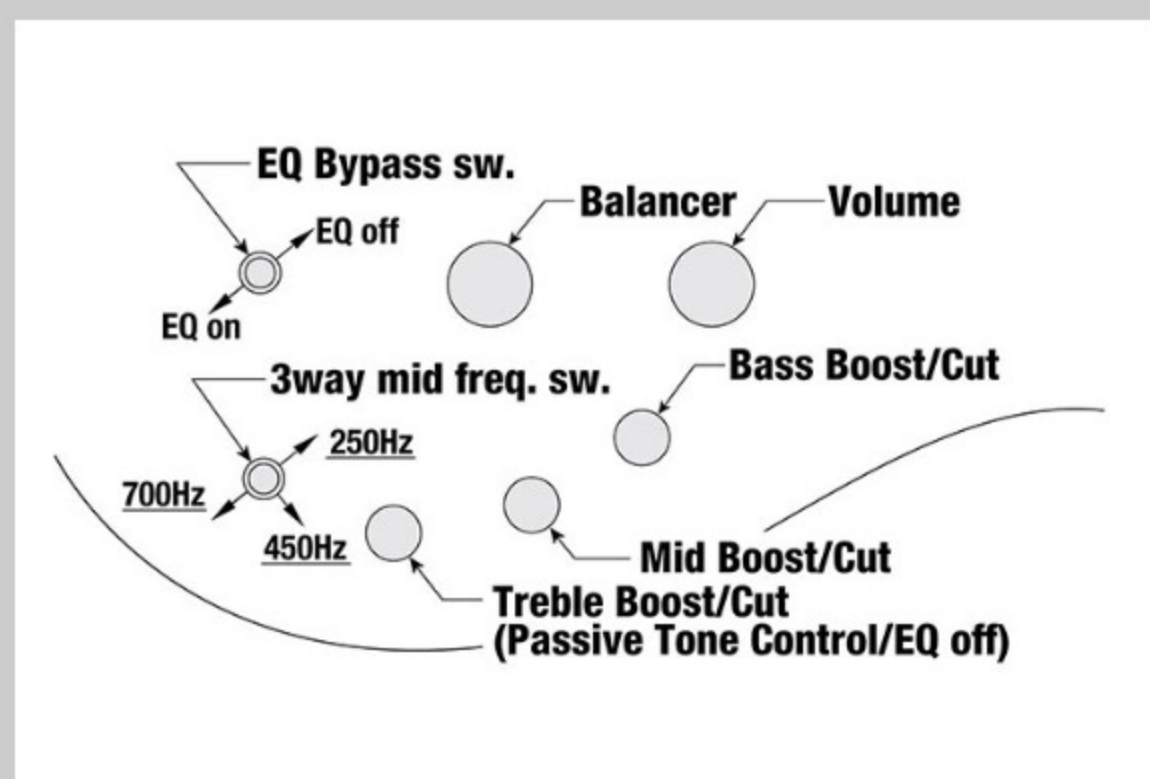 EQ Bypass sw.
Balancer
Volume
EQ off
EQ on
Bass Boost/Cut
3way mid freq. sw.
250Hz
700Hz
450Hz
Mid Boost/Cut
Treble Boost/Cut
(Passive Tone Control/EQ off)